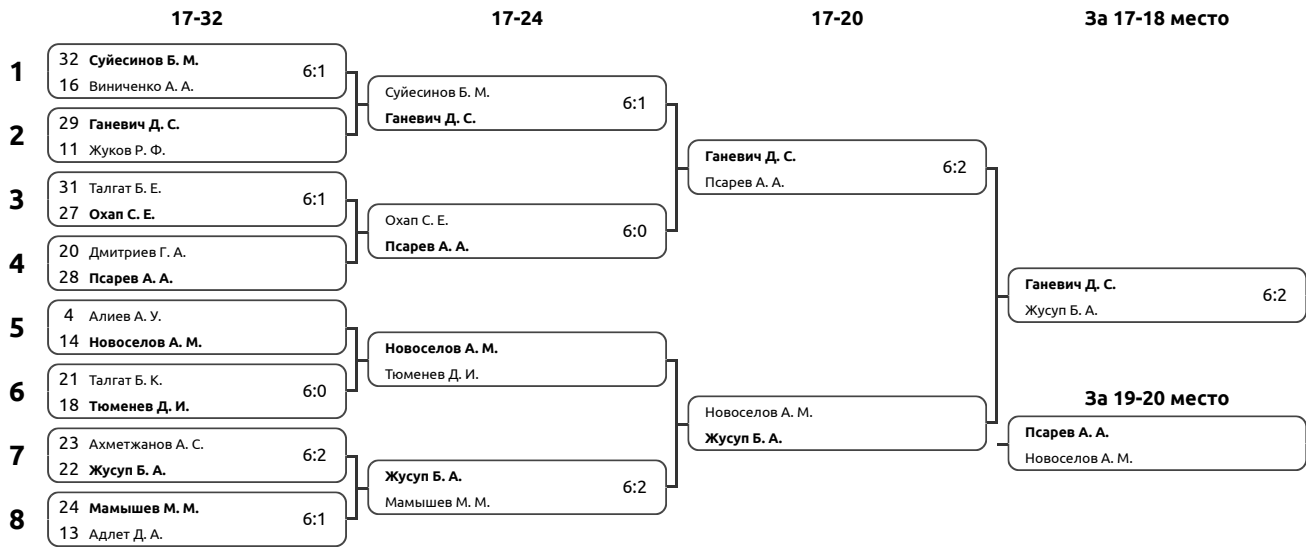 17-32 17-24 17-20 За 17-18 место
1
32 Суйесинов Б. М. 6:1
16 Виниченко А. А.
2
29 Ганевич Д. С.
11 Жуков Р. Ф.
3
31 Талгат Б. Е. 6:1
27 Охап С. Е.
4
20 Дмитриев Г. А.
28 Псарев А. А.
5
4 Алиев А. У.
14 Новоселов А. М.
6
21 Талгат Б. К. 6:0
18 Тюменев Д. И.
7
23 Ахметжанов А. С. 6:2
22 Жусуп Б. А.
8
24 Мамышев М. М. 6:1
13 Адлет Д. А.
Суйесинов Б. М. 6:1
Ганевич Д. С.
Охап С. Е. 6:0
Псарев А. А.
Новоселов А. М.
Тюменев Д. И.
Жусуп Б. А. 6:2
Мамышев М. М.
Ганевич Д. С. 6:2
Псарев А. А.
Новоселов А. М.
Жусуп Б. А.
Ганевич Д. С. 6:2
Жусуп Б. А.
За 19-20 место
Псарев А. А.
Новоселов А. М.